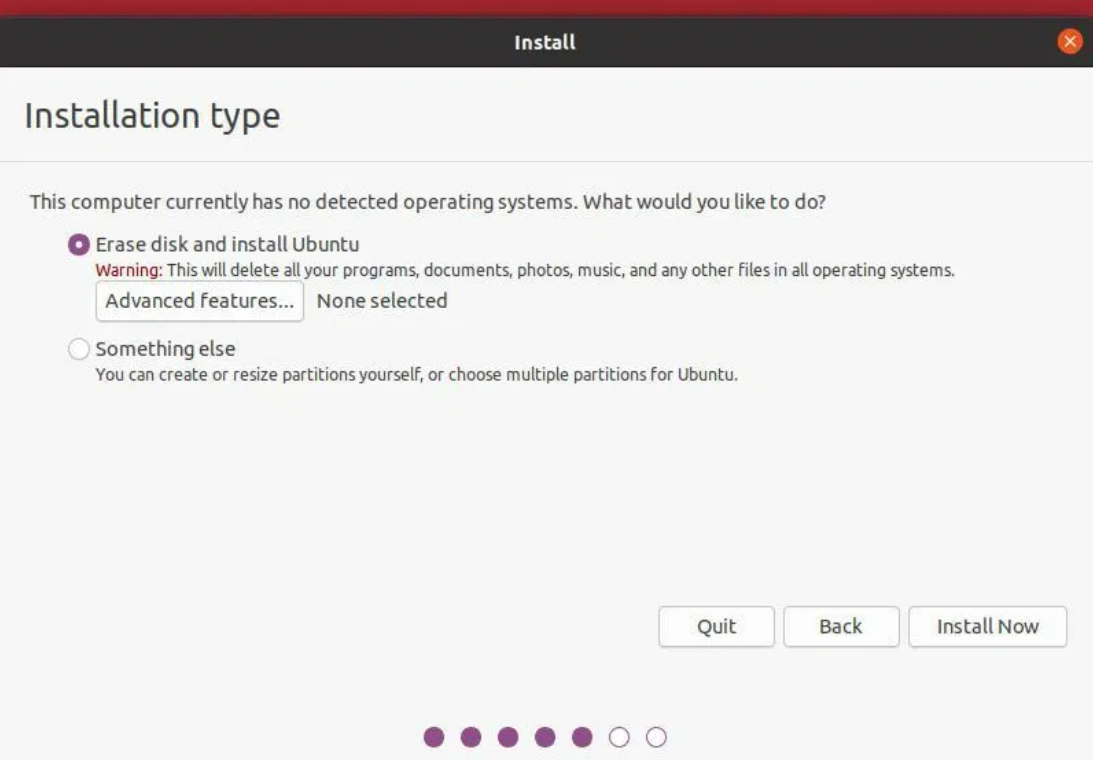 Install
Installation type
This computer currently has no detected operating systems. What would you like to do?
Erase disk and install Ubuntu
Warning: This will delete all your programs, documents, photos, music, and any other files in all operating systems.
Advanced features... None selected
Something else
You can create or resize partitions yourself, or choose multiple partitions for Ubuntu.
Quit Back Install Now